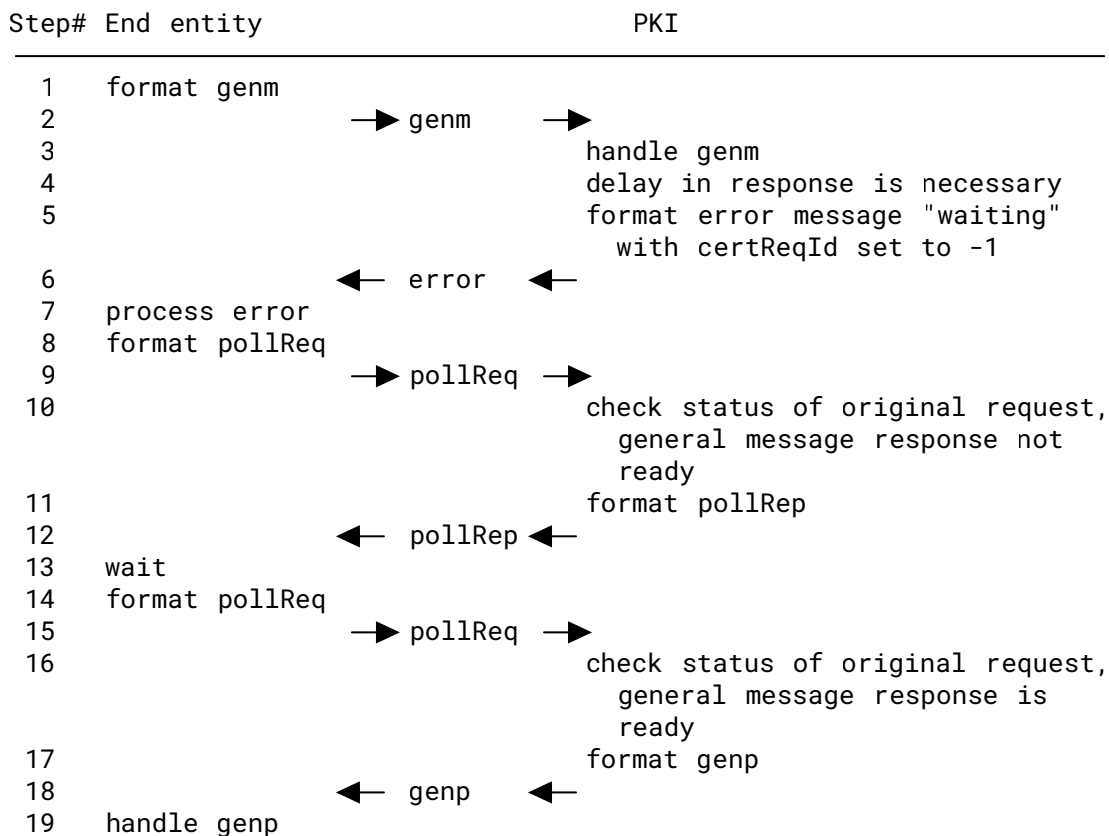 Step# End entity PKI
1 format genm
2 genm
3 handle genm
4 delay in response is necessary
5 format error message "waiting"
with certReqId set to -1
6 error
7 process error
8 format pollReq
9 pollReq
10 check status of original request,
general message response not
ready
11 format pollRep
12 pollRep
13 wait
14 format pollReq
15 pollReq
16 check status of original request,
general message response is
ready
17 format genp
18 genp
19 handle genp